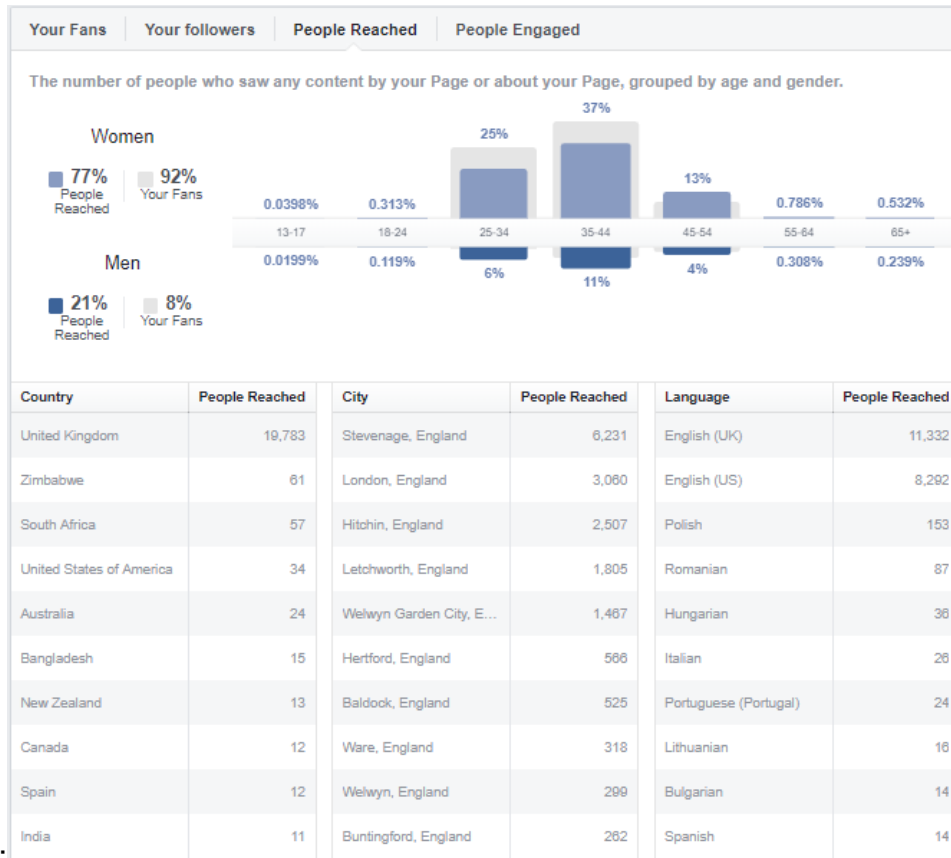 Your Fans Your followers People Reached People Engaged
The number of people who saw any content by your Page or about your Page, grouped by age and gender.
Women
77% People Reached
92% Your Fans
0.0398% 0.313% 25% 37% 13% 0.786% 0.532%
13-17 18-24 25-34 35-44 45-54 55-64 65+
0.0199% 0.119% 6% 11% 4% 0.308% 0.239%
Men
21% People Reached
8% Your Fans
Country People Reached City People Reached Language People Reached
United Kingdom 19,783 Stevenage, England 6,231 English (UK) 11,332
Zimbabwe 61 London, England 3,060 English (US) 8,292
South Africa 57 Hitchin, England 2,507 Polish 153
United States of America 34 Letchworth, England 1,805 Romanian 87
Australia 24 Welwyn Garden City, E... 1,467 Hungarian 36
Bangladesh 15 Hertford, England 566 Italian 26
New Zealand 13 Baldock, England 525 Portuguese (Portugal) 24
Canada 12 Ware, England 318 Lithuanian 16
Spain 12 Welwyn, England 299 Bulgarian 14
India 11 Buntingford, England 262 Spanish 14